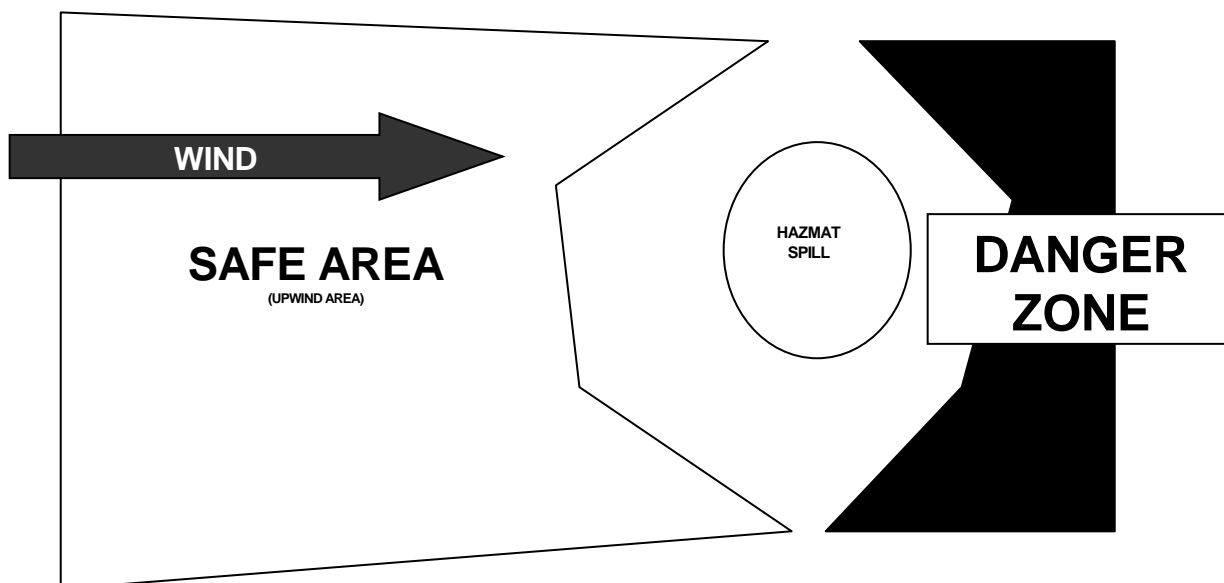 WIND
SAFE AREA
(UPWIND AREA)
HAZMAT
SPILL
DANGER
ZONE